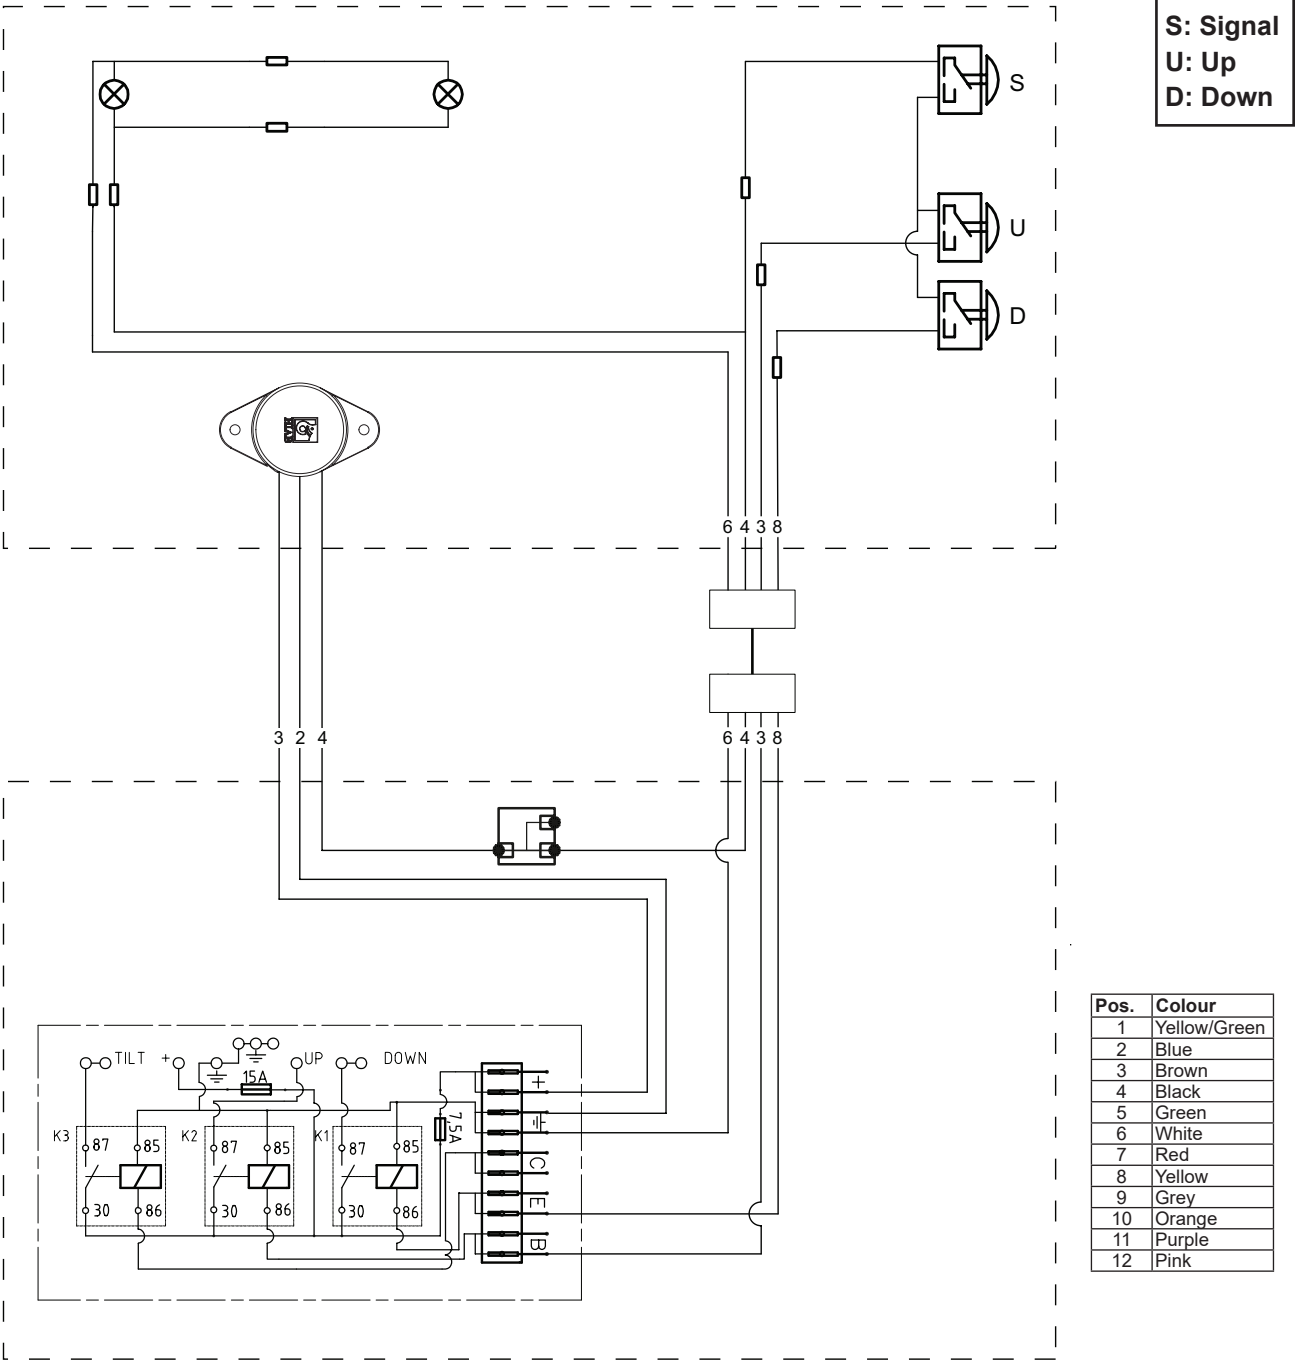 S: Signal
U: Up
D: Down
S
U
D
6 4 3 8
3 2 4
6 4 3 8
TILT + UP DOWN
15A
7,5A
K3 87 85 K2 87 85 K1 87 85
30 86 30 86 30 86
+
C
E
B
Pos. Colour
1 Yellow/Green
2 Blue
3 Brown
4 Black
5 Green
6 White
7 Red
8 Yellow
9 Grey
10 Orange
11 Purple
12 Pink